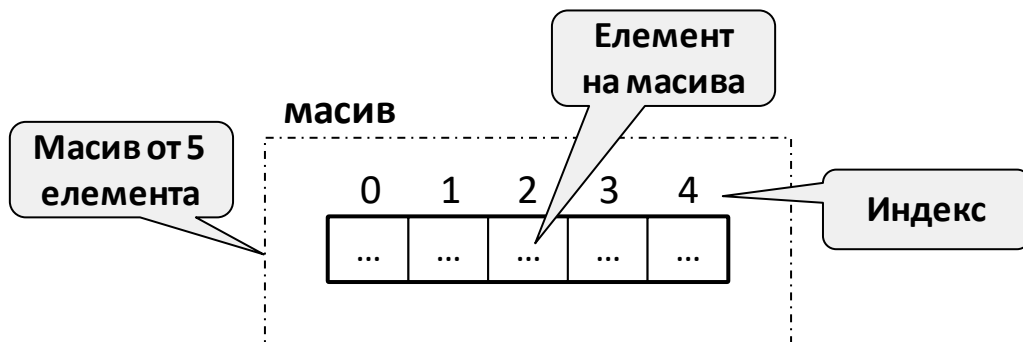 Елемент
на масива
масив
Масив от 5
елемента
0 1 2 3 4
Индекс
... ... ... ... ...